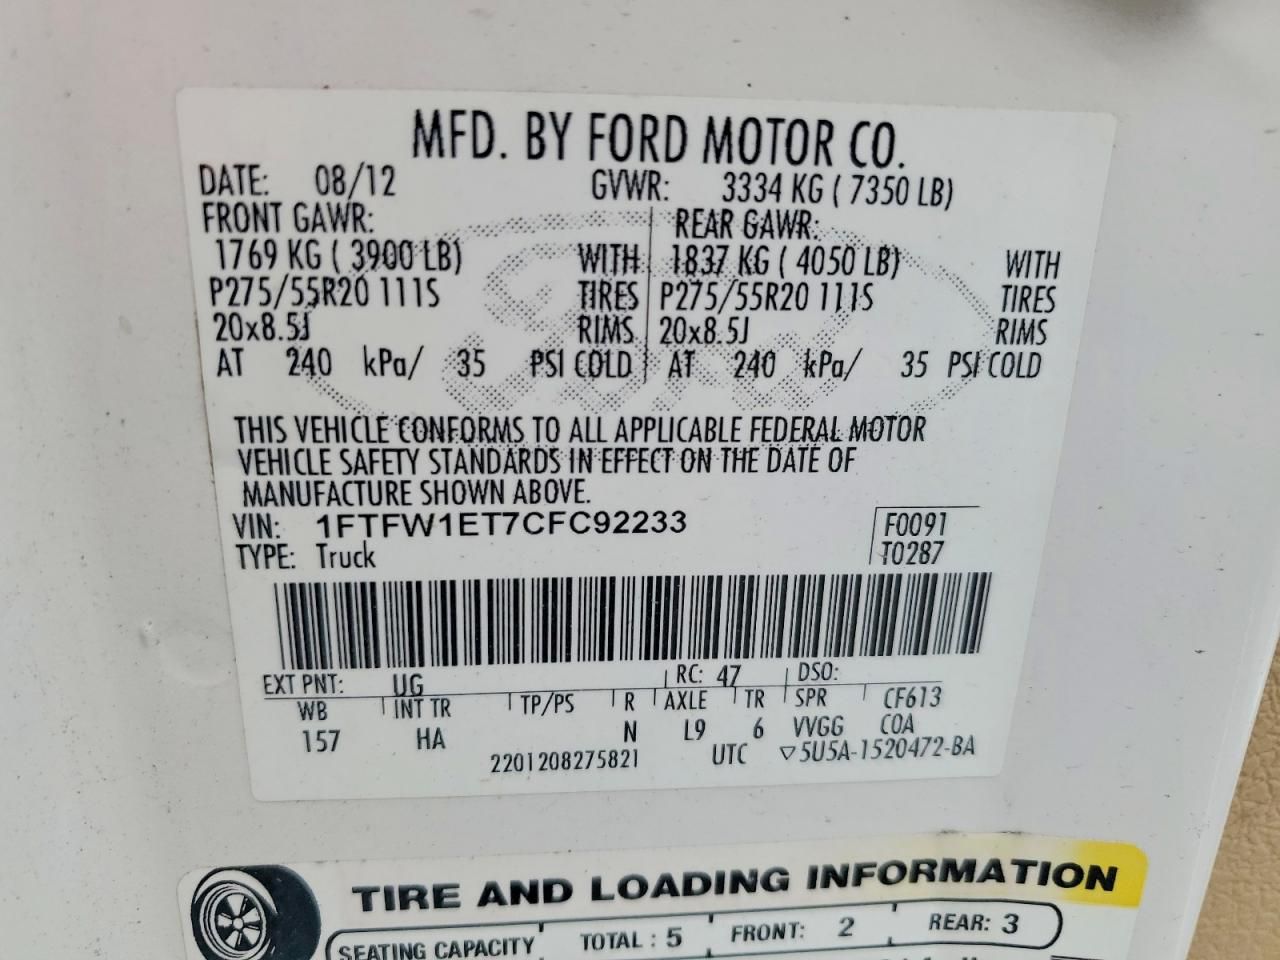 MFD. BY FORD MOTOR CO.
DATE: 08/12 GVWR: 3334 KG ( 7350 LB)
FRONT GAWR: REAR GAWR:
1769 KG ( 3900 LB) WITH 1837 KG ( 4050 LB) WITH
P275/55R20 111S TIRES P275/55R20 111S TIRES
20x8.5J RIMS 20x8.5J RIMS
AT 240 kPa/ 35 PSI COLD AT 240 kPa/ 35 PSI COLD
THIS VEHICLE CONFORMS TO ALL APPLICABLE FEDERAL MOTOR
VEHICLE SAFETY STANDARDS IN EFFECT ON THE DATE OF
MANUFACTURE SHOWN ABOVE.
VIN: 1FTFW1ET7CFC92233 F0091
TYPE: Truck T0287
EXT PNT: UG RC: 47 DSO:
WB INT TR TP/PS R AXLE TR SPR CF613
157 HA N L9 6 VVGG COA
2201208275821 UTC ▽5U5A-1520472-BA
TIRE AND LOADING INFORMATION
SEATING CAPACITY TOTAL : 5 FRONT: 2 REAR: 3